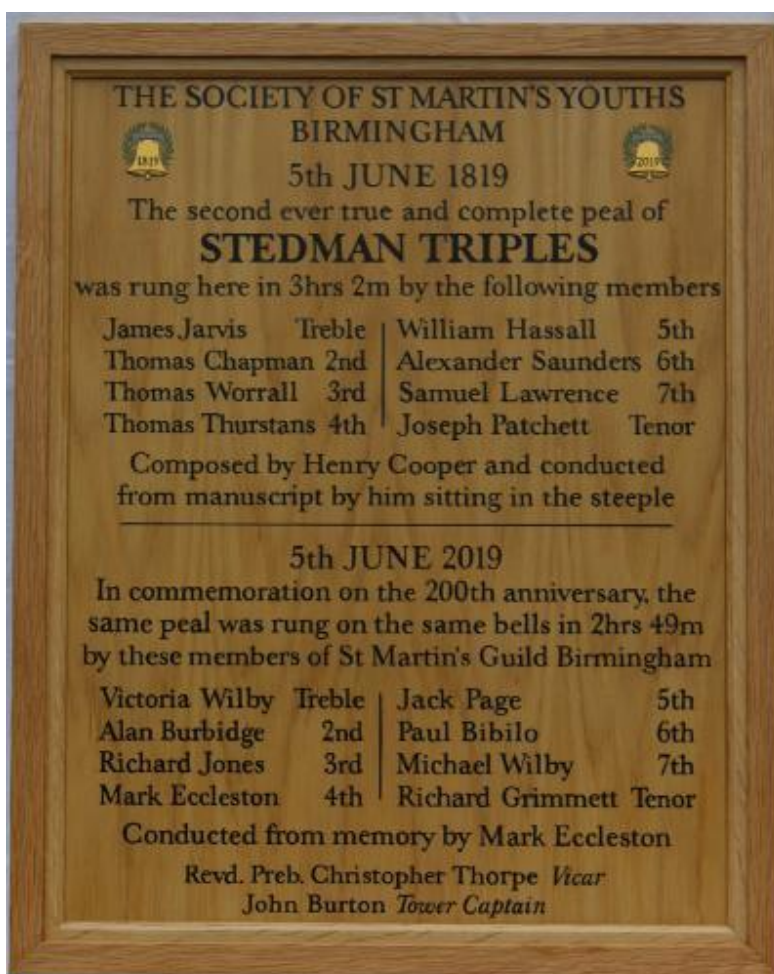 THE SOCIETY OF ST MARTIN'S YOUTHS
BIRMINGHAM
1819
2019
5th JUNE 1819
The second ever true and complete peal of
STEDMAN TRIPLES
was rung here in 3hrs 2m by the following members
James Jarvis Treble William Hassall 5th
Thomas Chapman 2nd Alexander Saunders 6th
Thomas Worrall 3rd Samuel Lawrence 7th
Thomas Thurstans 4th Joseph Patchett Tenor
Composed by Henry Cooper and conducted
from manuscript by him sitting in the steeple
5th JUNE 2019
In commemoration on the 200th anniversary, the
same peal was rung on the same bells in 2hrs 49m
by these members of St Martin's Guild Birmingham
Victoria Wilby Treble Jack Page 5th
Alan Burbidge 2nd Paul Bibilo 6th
Richard Jones 3rd Michael Wilby 7th
Mark Eccleston 4th Richard Grimmett Tenor
Conducted from memory by Mark Eccleston
Revd. Preb. Christopher Thorpe Vicar
John Burton Tower Captain